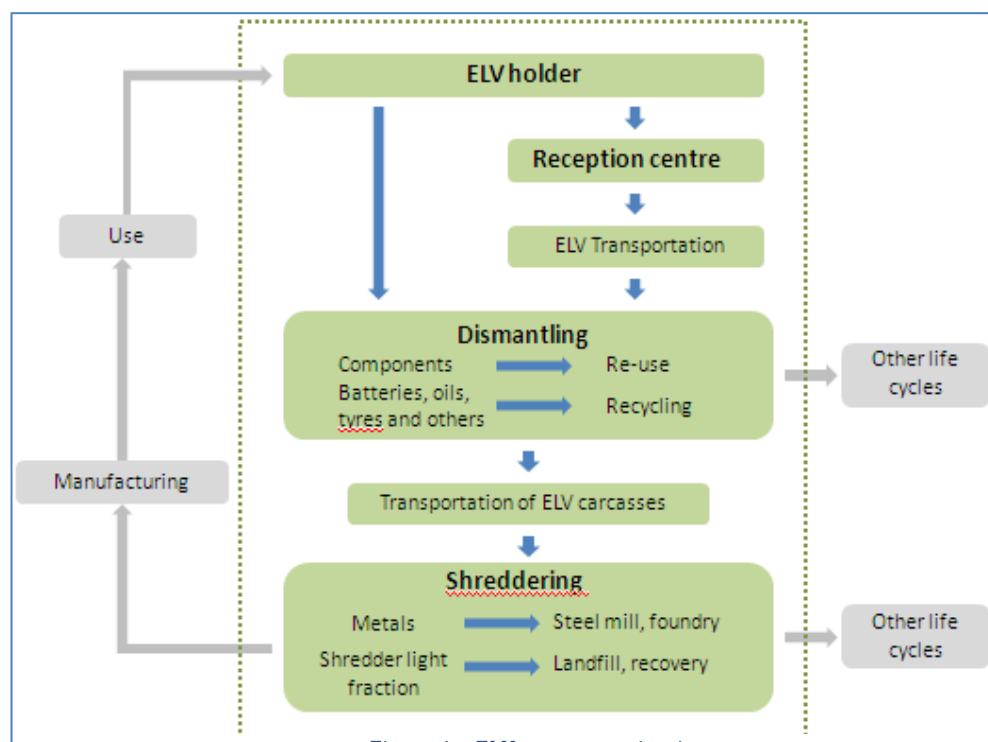 ELV holder
Reception centre
Use
ELV Transportation
Dismantling
Components
Re-use
Batteries, oils,
tyres and others
Recycling
Other life
cycles
Manufacturing
Transportation of ELV carcasses
Shreddering
Metals
Steel mill, foundry
Shredder light
fraction
Landfill, recovery
Other life
cycles